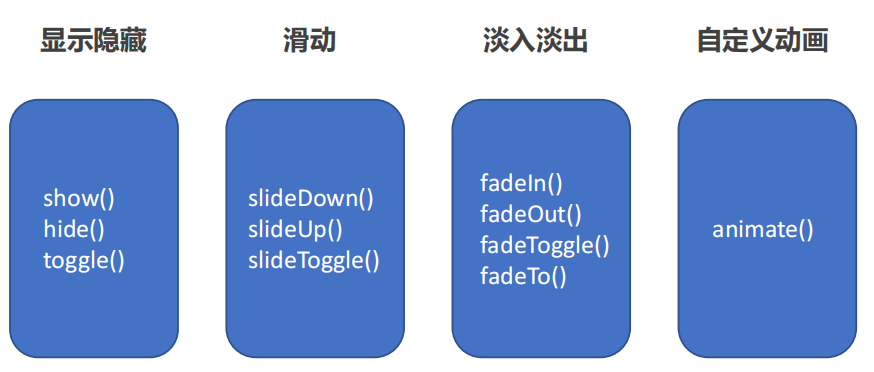 显示隐藏
滑动
淡入淡出
自定义动画
show()
hide()
toggle()
slideDown()
slideUp()
slideToggle()
fadeIn()
fadeOut()
fadeToggle()
fadeTo()
animate()